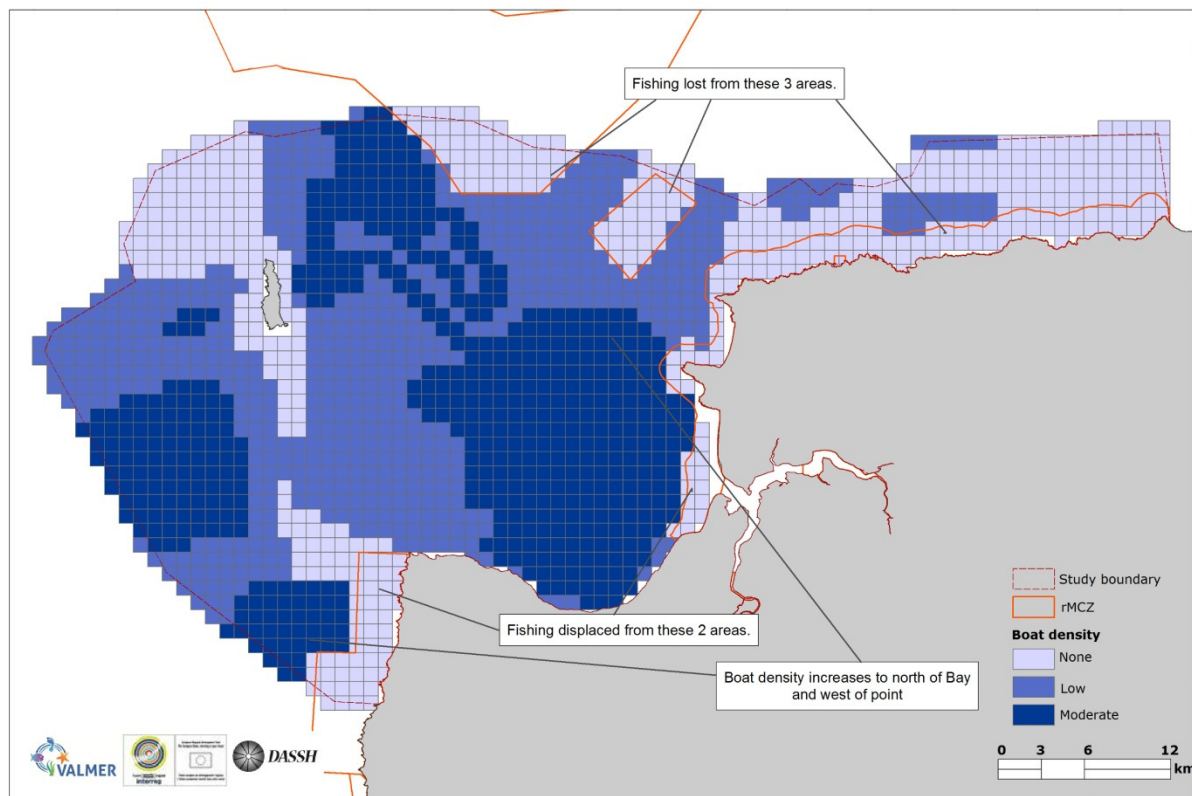 Fishing lost from these 3 areas.
Fishing displaced from these 2 areas.
Boat density increases to north of Bay
and west of point
Study boundary
rMCZ
Boat density
None
Low
Moderate
0 3 6 12
km
VALMER
interreg
DASSH